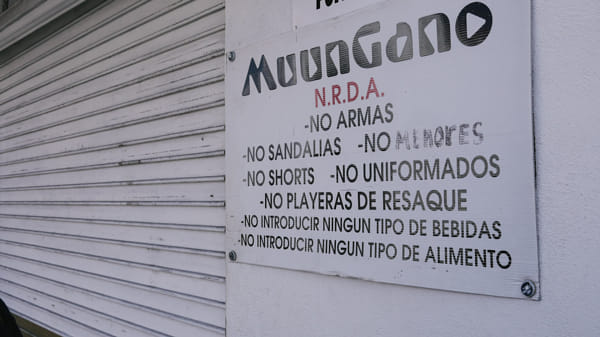 MuunGano
N.R.D.A.
-NO ARMAS
-NO SANDALIAS -NO MENORES
-NO SHORTS -NO UNIFORMADOS
-NO PLAYERAS DE RESAQUE
-NO INTRODUCIR NINGUN TIPO DE BEBIDAS
-NO INTRODUCIR NINGUN TIPO DE ALIMENTO